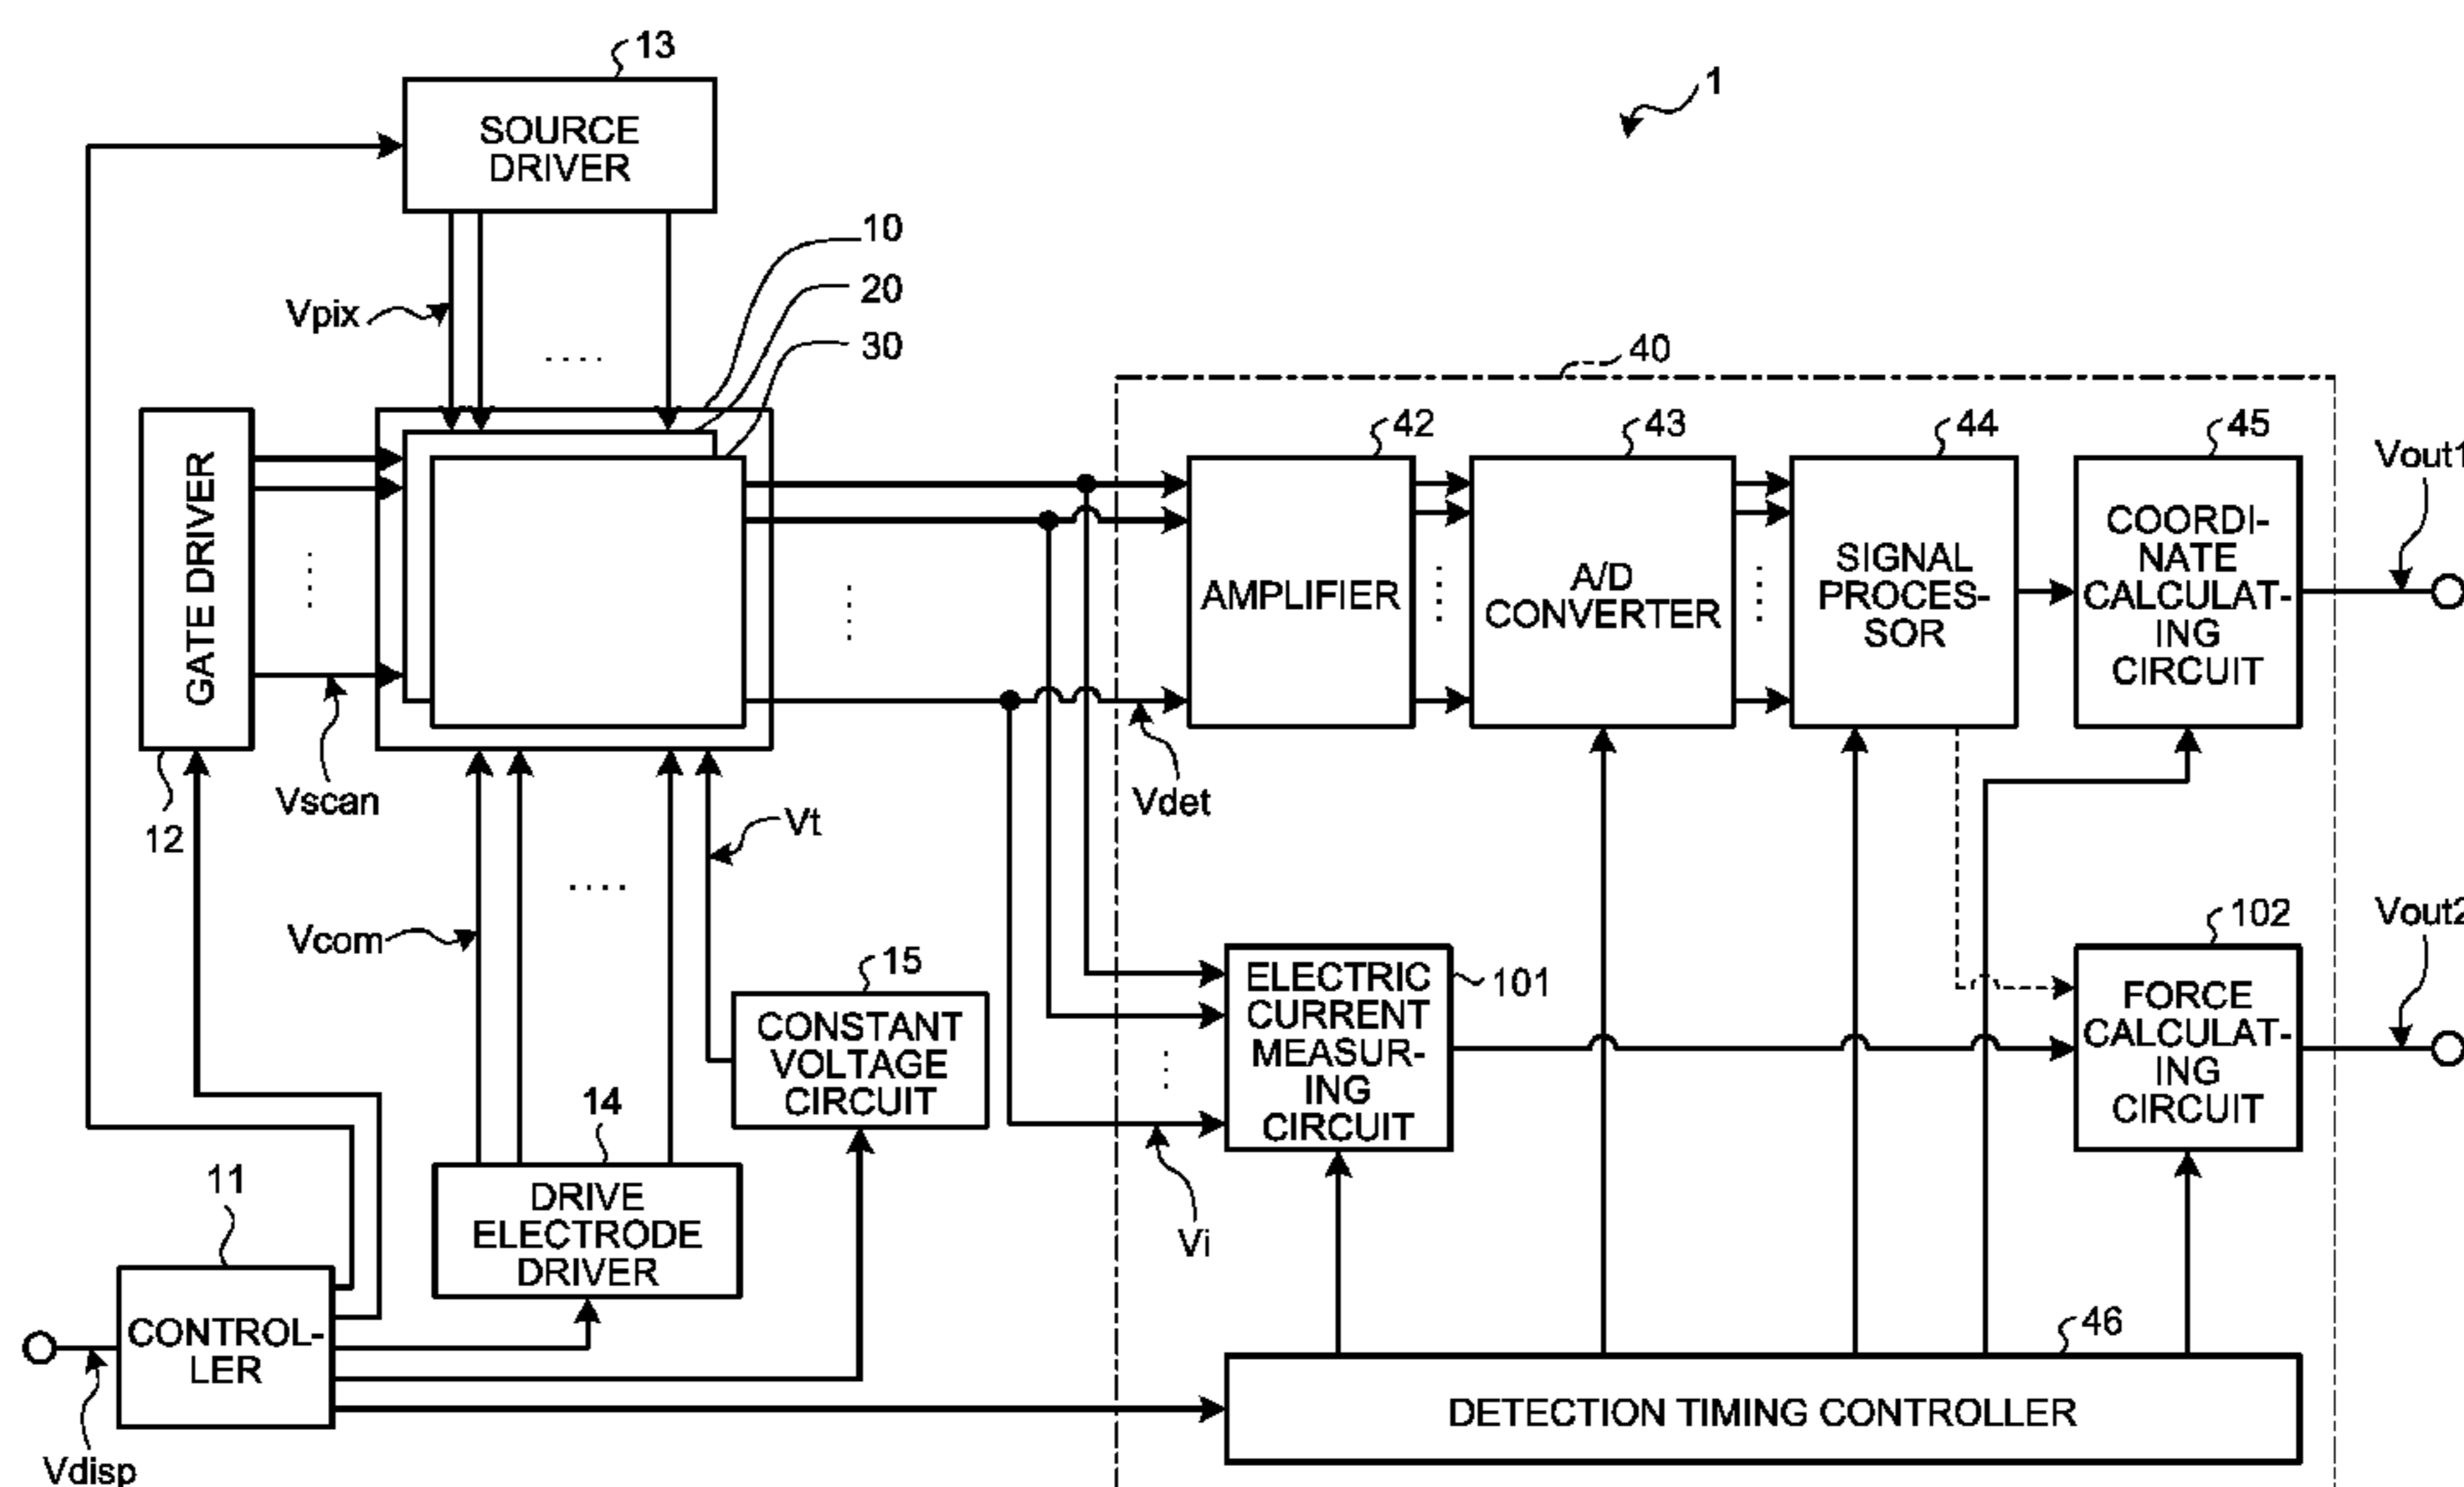 13
1
SOURCE
DRIVER
10
20
30
Vpix
40
42
43
44
45
Vout1
GATE DRIVER
AMPLIFIER
A/D
CONVERTER
SIGNAL
PROCES-
SOR
COORDI-
NATE
CALCULAT-
ING
CIRCUIT
12
Vscan
Vt
Vdet
Vcom
15
CONSTANT
VOLTAGE
CIRCUIT
ELECTRIC
CURRENT
MEASUR-
ING
CIRCUIT
101
102
Vout2
FORCE
CALCULAT-
ING
CIRCUIT
14
DRIVE
ELECTRODE
DRIVER
Vi
11
CONTROL-
LER
Vdisp
46
DETECTION TIMING CONTROLLER